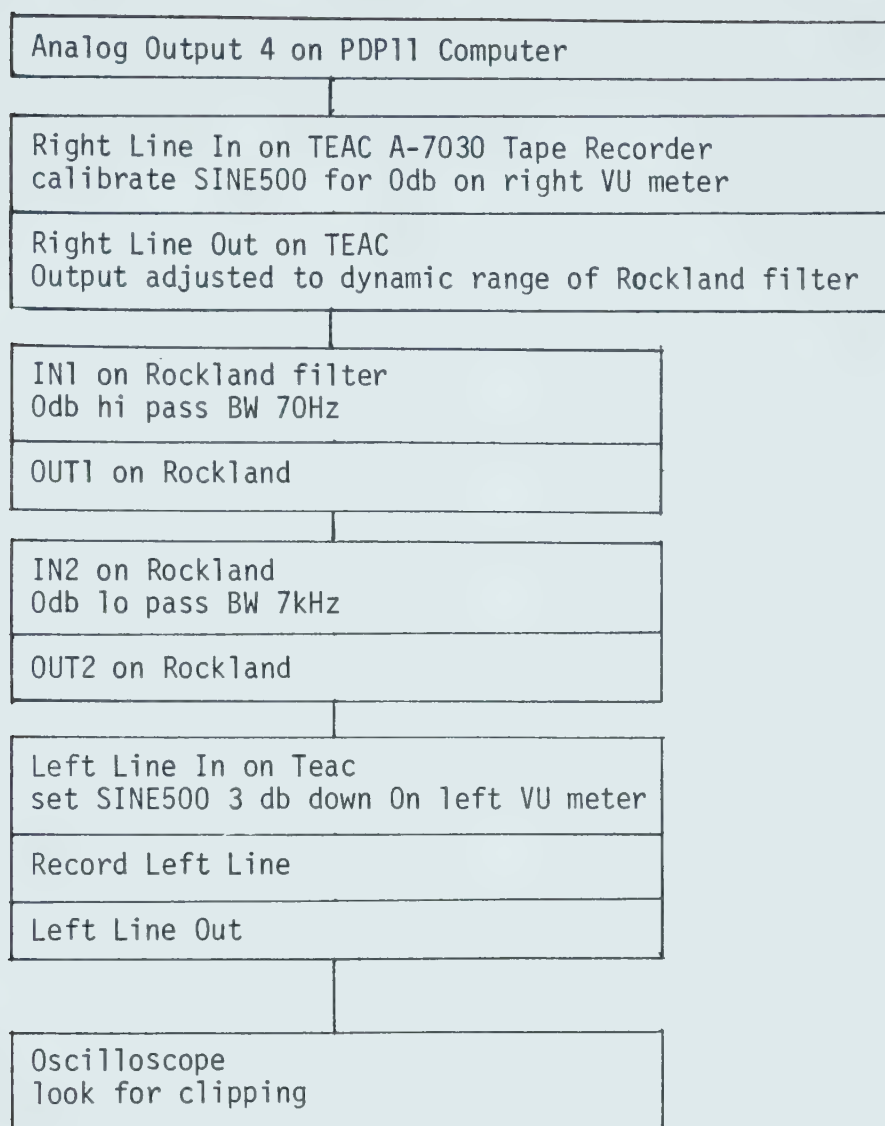 Analog Output 4 on PDP11 Computer
Right Line In on TEAC A-7030 Tape Recorder
calibrate SINE500 for 0db on right VU meter
Right Line Out on TEAC
Output adjusted to dynamic range of Rockland filter
IN1 on Rockland filter
0db hi pass BW 70Hz
OUT1 on Rockland
IN2 on Rockland
0db lo pass BW 7kHz
OUT2 on Rockland
Left Line In on Teac
set SINE500 3 db down On left VU meter
Record Left Line
Left Line Out
Oscilloscope
look for clipping